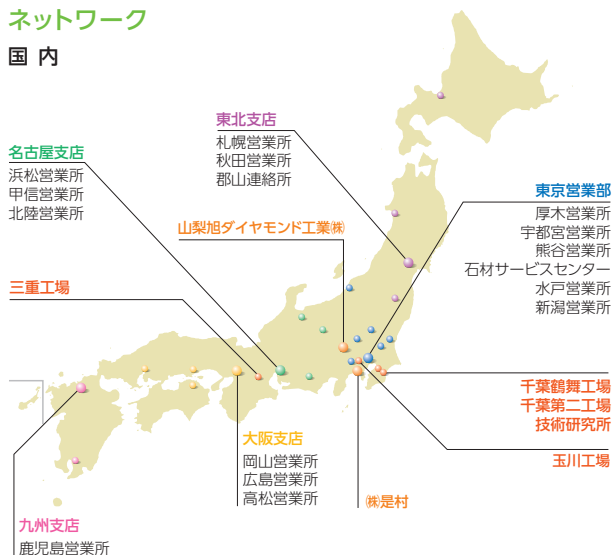 ネットワーク
国 内
東北支店
札幌営業所
秋田営業所
郡山連絡所
名古屋支店
浜松営業所
甲信営業所
北陸営業所
東京営業部
厚木営業所
宇都宮営業所
熊谷営業所
石材サービスセンター
水戸営業所
新潟営業所
山梨旭ダイヤモンド工業㈱
三重工場
千葉鶴舞工場
千葉第二工場
技術研究所
玉川工場
大阪支店
岡山営業所
広島営業所
高松営業所
㈱是村
九州支店
鹿児島営業所